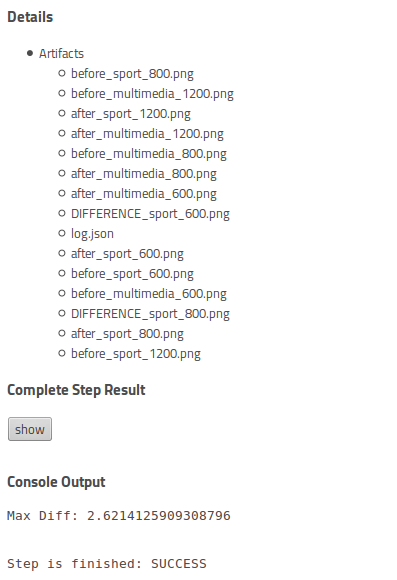 Details
Artifacts
before_sport_800.png
before_multimedia_1200.png
after_sport_1200.png
after_multimedia_1200.png
before_multimedia_800.png
after_multimedia_800.png
after_multimedia_600.png
DIFFERENCE_sport_600.png
log.json
after_sport_600.png
before_sport_600.png
before_multimedia_600.png
DIFFERENCE_sport_800.png
after_sport_800.png
before_sport_1200.png
Complete Step Result
show
Console Output
Max Diff: 2.6214125909308796
Step is finished: SUCCESS